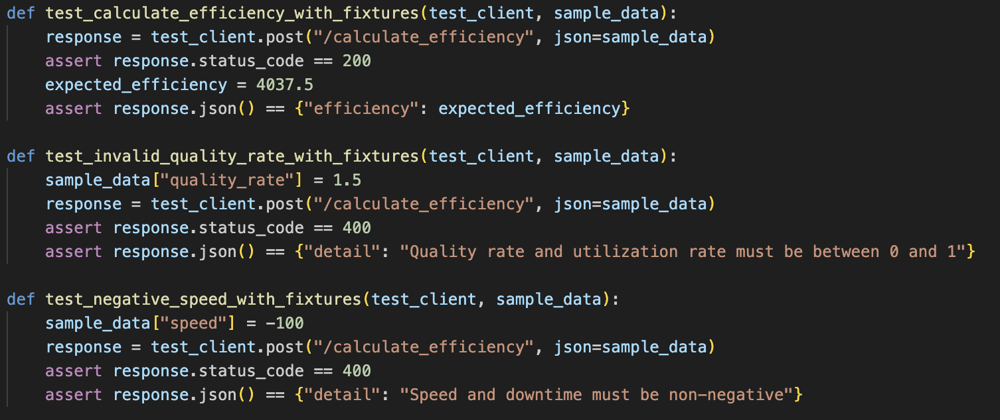 def test_calculate_efficiency_with_fixtures(test_client, sample_data):
    response = test_client.post("/calculate_efficiency", json=sample_data)
    assert response.status_code == 200
    expected_efficiency = 4037.5
    assert response.json() == {"efficiency": expected_efficiency}

def test_invalid_quality_rate_with_fixtures(test_client, sample_data):
    sample_data["quality_rate"] = 1.5
    response = test_client.post("/calculate_efficiency", json=sample_data)
    assert response.status_code == 400
    assert response.json() == {"detail": "Quality rate and utilization rate must be between 0 and 1"}

def test_negative_speed_with_fixtures(test_client, sample_data):
    sample_data["speed"] = -100
    response = test_client.post("/calculate_efficiency", json=sample_data)
    assert response.status_code == 400
    assert response.json() == {"detail": "Speed and downtime must be non-negative"}